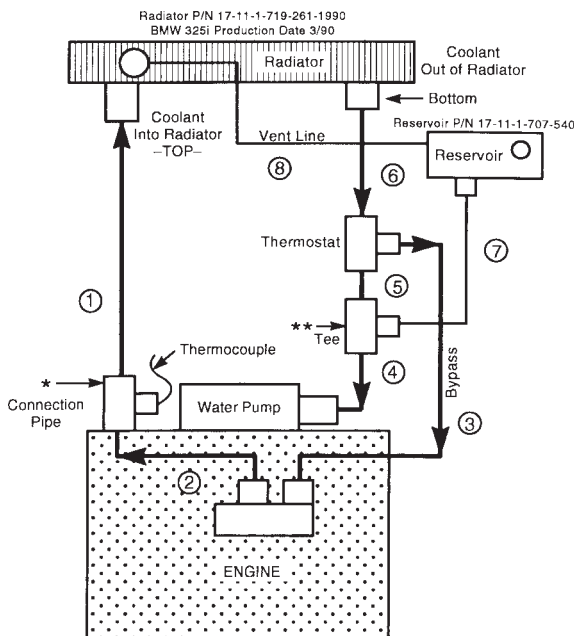 Radiator P/N 17-11-1-719-261-1990
BMW 325i Production Date 3/90
Radiator
Coolant
Out of Radiator
Bottom
Coolant
Into Radiator
–TOP–
Vent Line
⑧
Reservoir P/N 17-11-1-707-540
Reservoir
⑥
Thermostat
⑦
⑤
①
**
Tee
Thermocouple
④
Bypass
*
Connection
Pipe
Water Pump
③
②
ENGINE